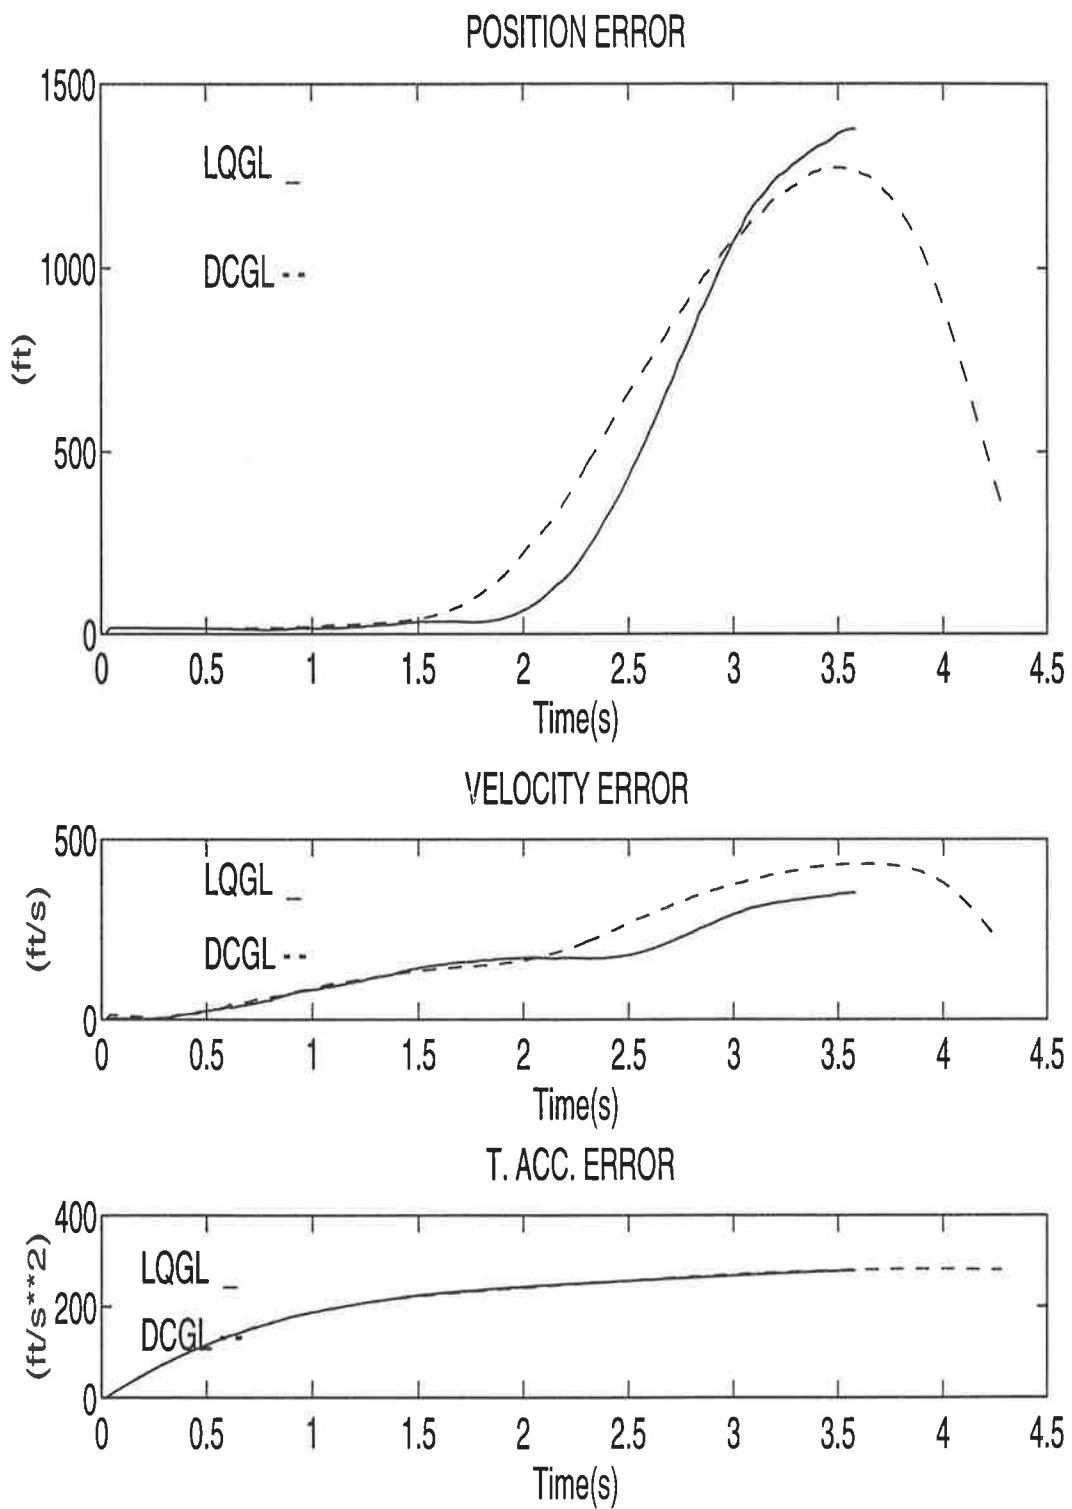 POSITION ERROR
1500
1000
500
0
(ft)
LQGL _
DCGL --
0 0.5 1 1.5 2 2.5 3 3.5 4 4.5
Time(s)
VELOCITY ERROR
500
0
(ft/s)
LQGL _
DCGL --
0 0.5 1 1.5 2 2.5 3 3.5 4 4.5
Time(s)
T. ACC. ERROR
400
200
0
(ft/s**2)
LQGL _
DCGL --
0 0.5 1 1.5 2 2.5 3 3.5 4 4.5
Time(s)